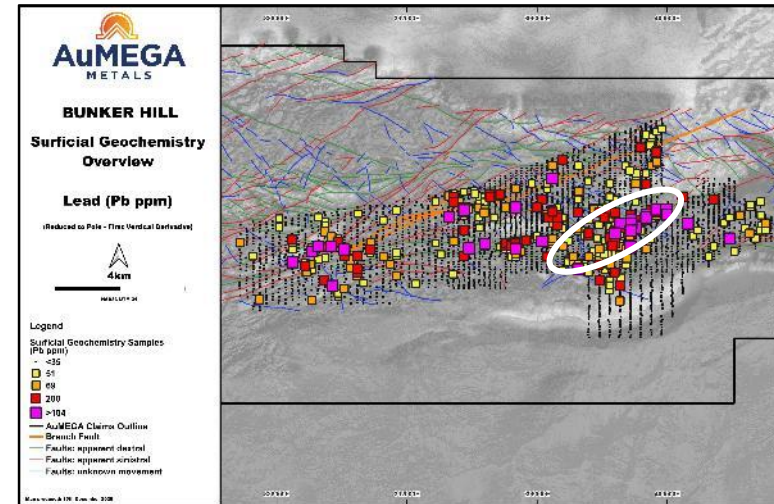 AuMEGA
METALS
BUNKER HILL
Surficial Geochemistry
Overview
Lead (Pb ppm)
(Reduced to Pole - First Vertical Derivative)
4km
Legend
Surficial Geochemistry Samples
(Pb ppm)
<35
51
69
200
>104
AuMEGA Claims Outline
Branch Fault
Faults: apparent dextral
Faults: apparent sinistral
Faults: unknown movement